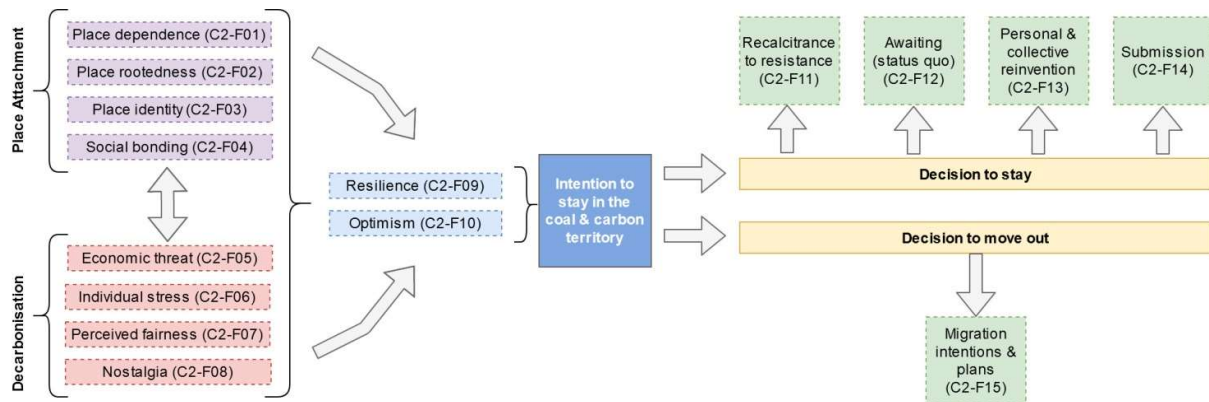 Place Attachment
Place dependence (C2-F01)
Place rootedness (C2-F02)
Place identity (C2-F03)
Social bonding (C2-F04)
Decarbonisation
Economic threat (C2-F05)
Individual stress (C2-F06)
Perceived fairness (C2-F07)
Nostalgia (C2-F08)
Resilience (C2-F09)
Optimism (C2-F10)
Intention to
stay in the
coal & carbon
territory
Recalcitrance
to resistance
(C2-F11)
Awaiting
(status quo)
(C2-F12)
Personal &
collective
reinvention
(C2-F13)
Submission
(C2-F14)
Decision to stay
Decision to move out
Migration
intentions &
plans
(C2-F15)